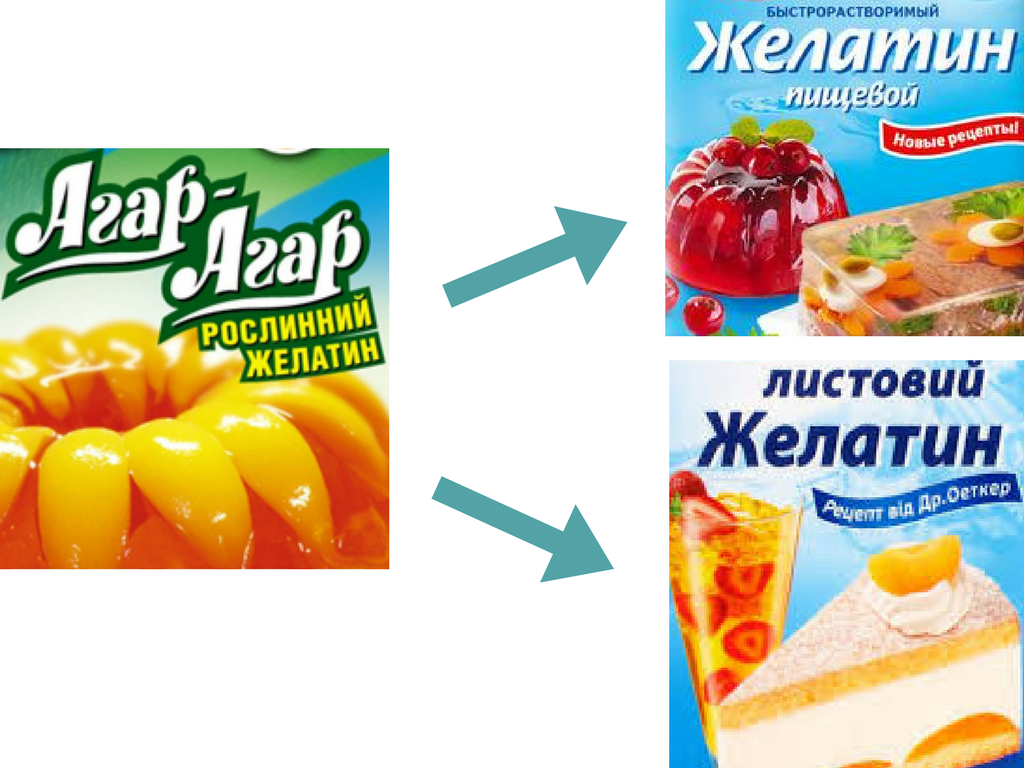 Агар-
Агар
РОСЛИННИЙ
ЖЕЛАТИН
БЫСТРОРАСТВОРИМЫЙ
Желатин
пищевой
Новые рецепты!
листовий
Желатин
Рецепт від Др.Оеткер